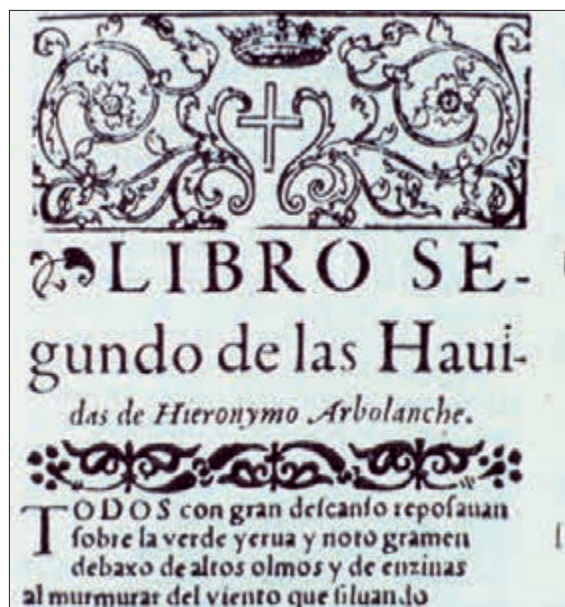 LIBRO SE-
gundo de las Haui-
das de Hieronymo Arbolanche.
TODOS con gran deſcanſo repoſauan
ſobre la verde yerua y noto gramen
debaxo de altos olmos y de enzinas
al murmurar del viento que ſiluando